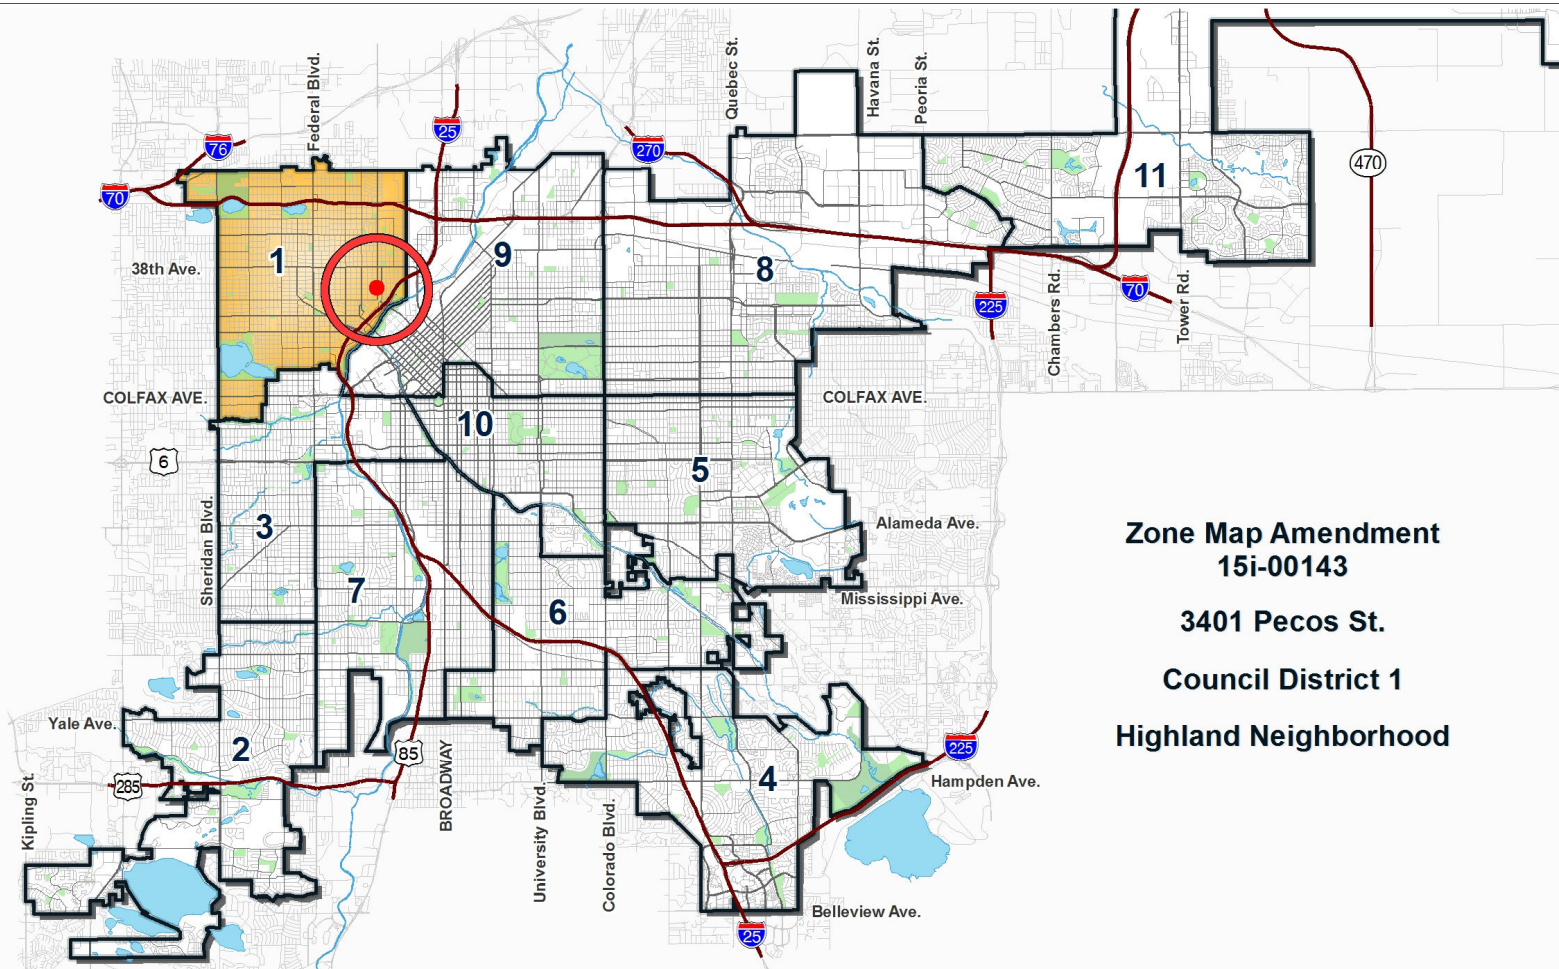 Federal Blvd.
Quebec St.
Havana St.
Peoria St.
76
25
270
70
470
11
1
9
8
38th Ave.
225
70
Chambers Rd.
Tower Rd.
COLFAX AVE.
COLFAX AVE.
10
6
5
3
Sheridan Blvd.
Alameda Ave.
7
6
Mississippi Ave.
Zone Map Amendment
15i-00143
3401 Pecos St.
Council District 1
Highland Neighborhood
Yale Ave.
2
85
225
285
4
Hampden Ave.
Kipling St.
BROADWAY
University Blvd.
Colorado Blvd.
Belleview Ave.
25